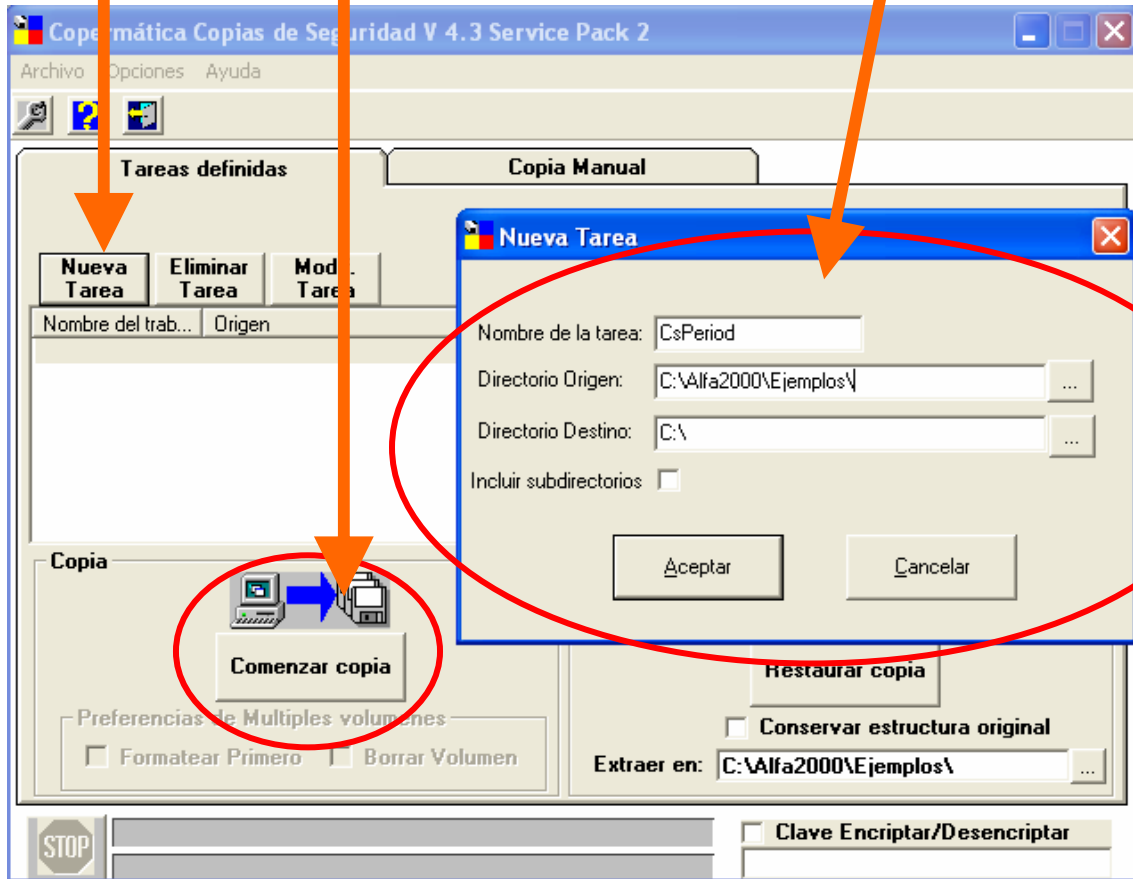 Copermática Copias de Seguridad V 4.3 Service Pack 2
Archivo Opciones Ayuda
Tareas definidas Copia Manual
Nueva Tarea
Nueva Tarea
Eliminar Tarea
Tarea
Nombre del trab... Origen
Nombre de la tarea: CsPeriod
Directorio Origen: C:\Alfa2000\Ejemplos\
Directorio Destino: C:\
Incluir subdirectorios
Aceptar Cancelar
Copia
Comenzar copia
Restaurar copia
Preferencias de Multiples volumenes
Formatear Primero Borrar Volumen
Conservar estructura original
Extraer en: C:\Alfa2000\Ejemplos\
...
STOP
Clave Encriptar/Desencriptar